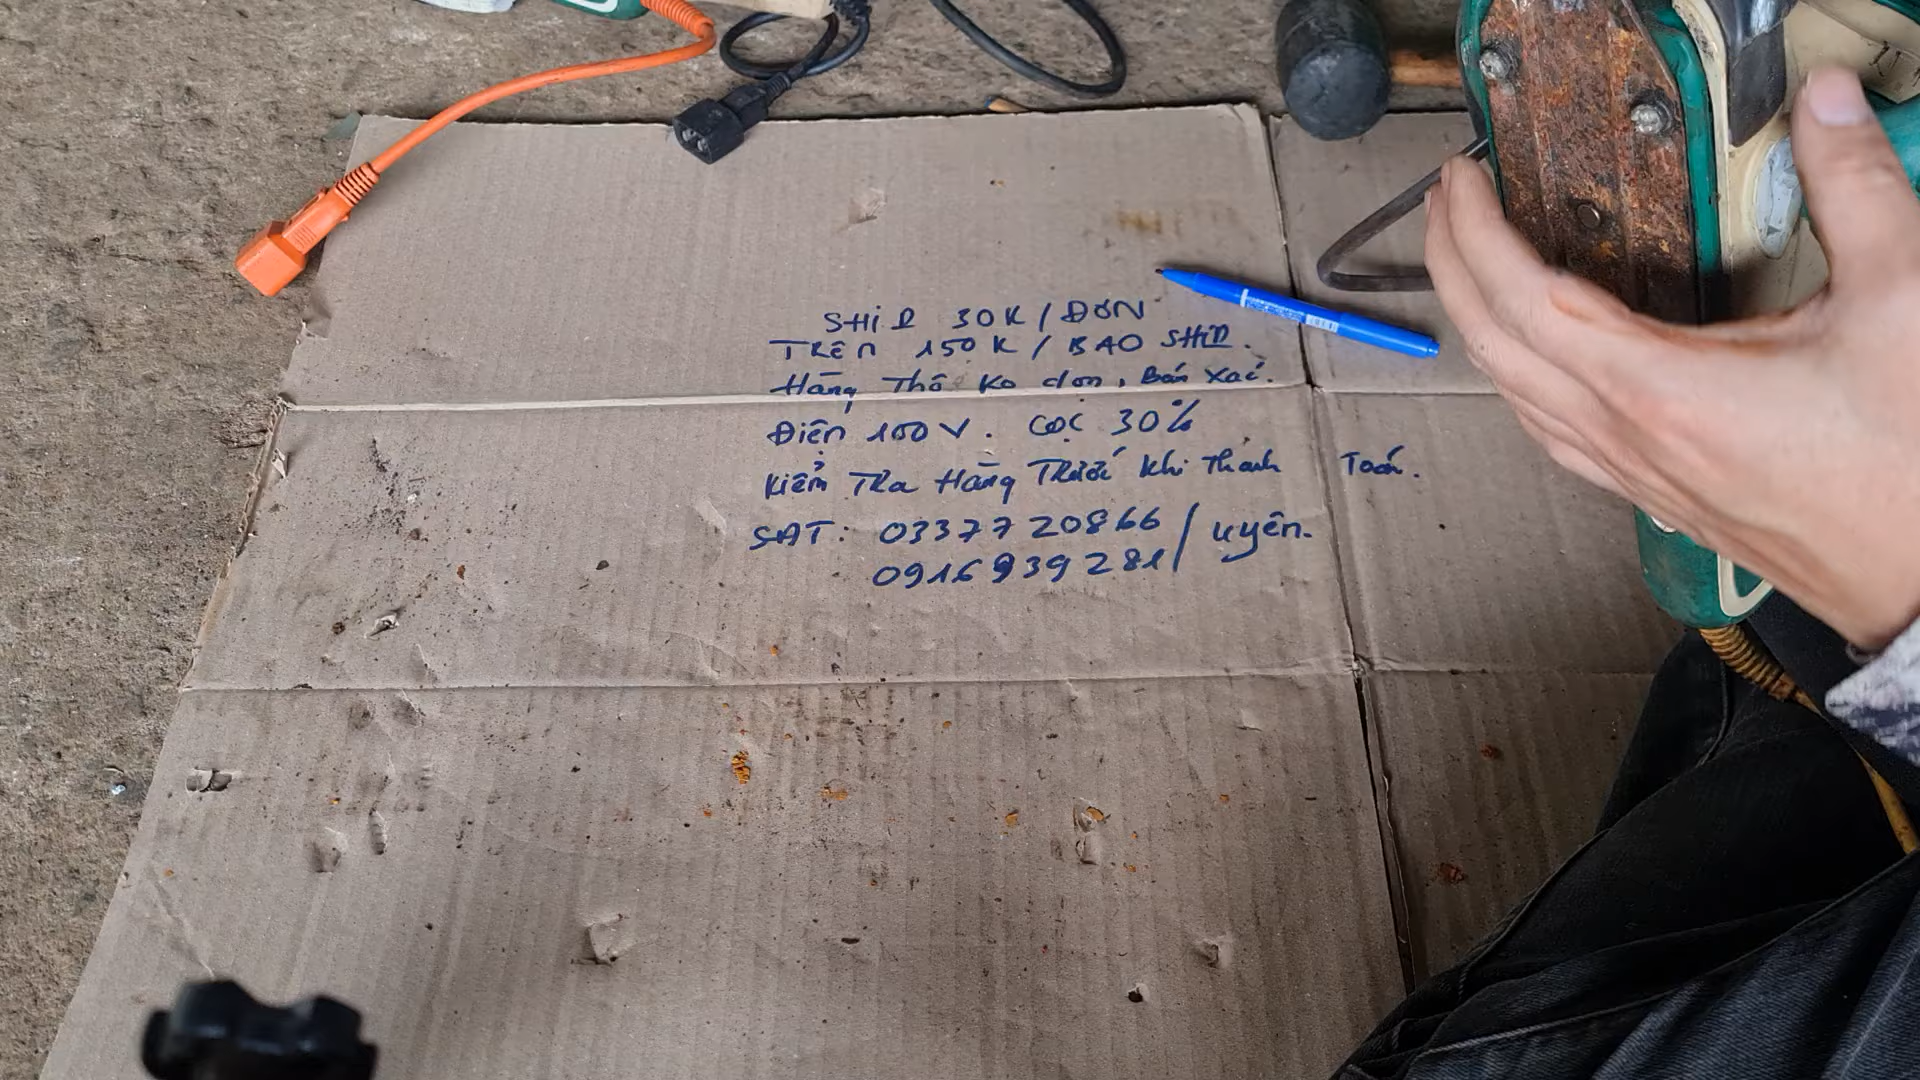 SHIP 30K/ĐƠN
TRÊN 150K/BAO SHIP.
Hàng Thô Ko dọn, Bán Xác.
Điện 100V. CỌC 30%
Kiểm TRa Hàng TRước Khi Thanh Toán.
SĐT: 0337720866/ Uyên.
0916939281/